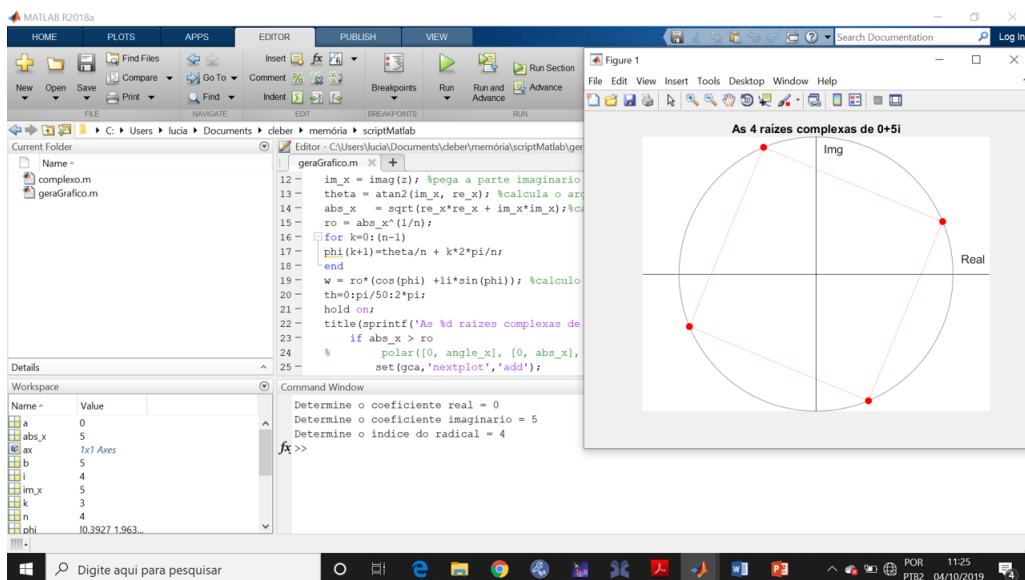 MATLAB R2018a
HOME PLOTS APPS EDITOR PUBLISH VIEW
Search Documentation Log In
New Open Save
Find Files
Compare
Print
FILE
Go To
Find
NAVIGATE
Insert fx
Comment %
Indent
EDIT
Breakpoints
BREAKPOINTS
Run
Run and Advance
Run Section
Advance
RUN
C: Users lucia Documents cleber memória scriptMatlab
Current Folder
Name
complexo.m
geraGrafico.m
Details
Workspace
Name Value
a 0
abs_x 5
ax 1x1 Axes
b 5
i 4
im_x 5
k 3
n 4
phi [0.3927 1.963...
Editor - C:\Users\lucia\Documents\cleber\memória\scriptMatlab\ger
geraGrafico.m
12 - im_x = imag(z); %pega a parte imaginario
13 - theta = atan2(im_x, re_x); %calcula o arg
14 - abs_x = sqrt(re_x*re_x + im_x*im_x);%ca
15 - ro = abs_x^(1/n);
16 - for k=0:(n-1)
17 - phi(k+1)=theta/n + k*2*pi/n;
18 - end
19 - w = ro*(cos(phi) +1i*sin(phi)); %calculo
20 - th=0:pi/50:2*pi;
21 - hold on;
22 - title(sprintf('As %d raízes complexas de
23 - if abs_x > ro
24 % polar([0, angle_x], [0, abs_x],
25 - set(gca,'nextplot','add');
Command Window
Determine o coeficiente real = 0
Determine o coeficiente imaginario = 5
Determine o índice do radical = 4
fx >>
Figure 1
File Edit View Insert Tools Desktop Window Help
As 4 raízes complexas de 0+5i
Img
Real
Digite aqui para pesquisar
POR
PTB2
11:25
04/10/2019
4